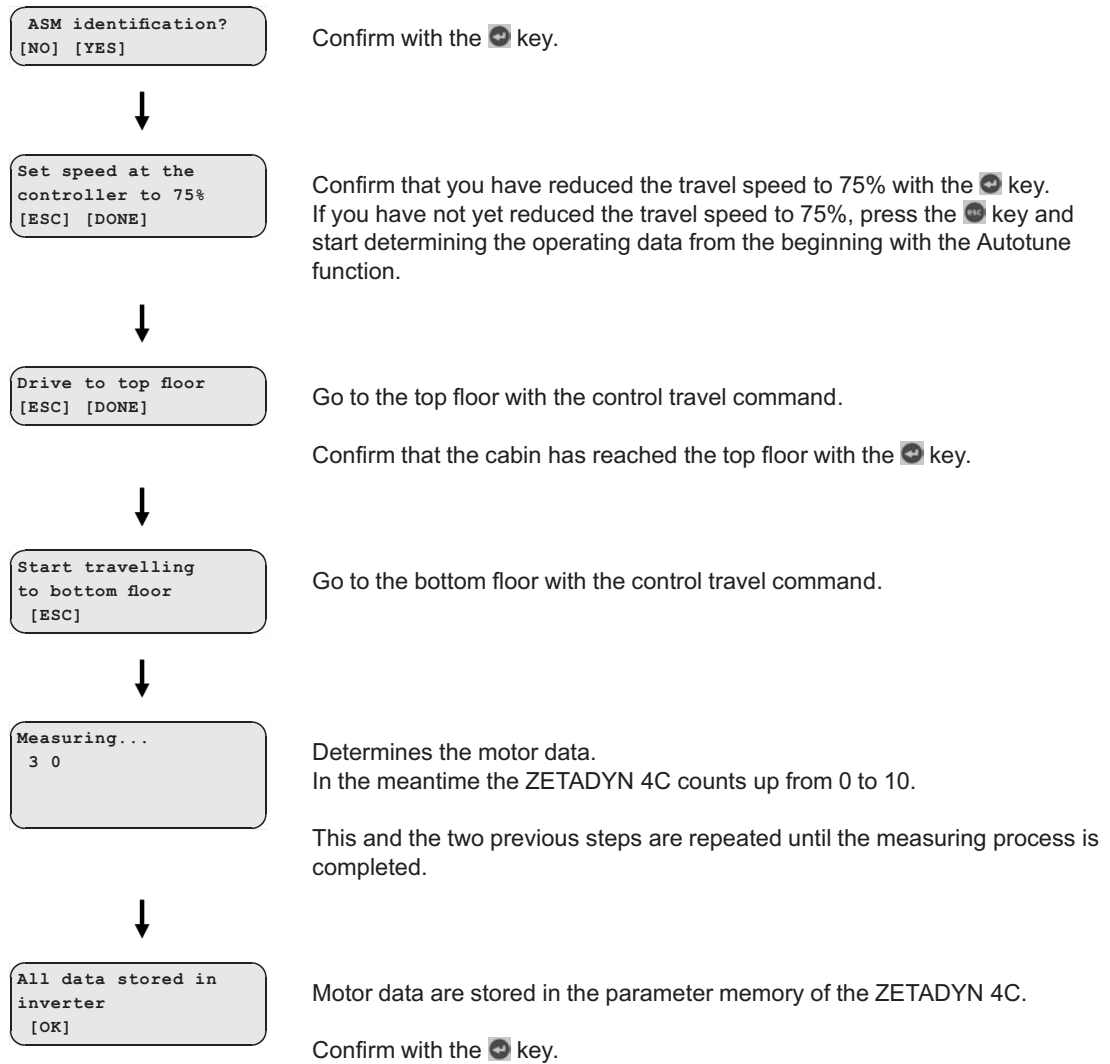 ASM identification?
[NO] [YES]
Confirm with the key.
Set speed at the
controller to 75%
[ESC] [DONE]
Confirm that you have reduced the travel speed to 75% with the key.
If you have not yet reduced the travel speed to 75%, press the esc key and
start determining the operating data from the beginning with the Autotune
function.
Drive to top floor
[ESC] [DONE]
Go to the top floor with the control travel command.
Confirm that the cabin has reached the top floor with the key.
Start travelling
to bottom floor
[ESC]
Go to the bottom floor with the control travel command.
Measuring...
3 0
Determines the motor data.
In the meantime the ZETADYN 4C counts up from 0 to 10.
This and the two previous steps are repeated until the measuring process is
completed.
All data stored in
inverter
[OK]
Motor data are stored in the parameter memory of the ZETADYN 4C.
Confirm with the key.